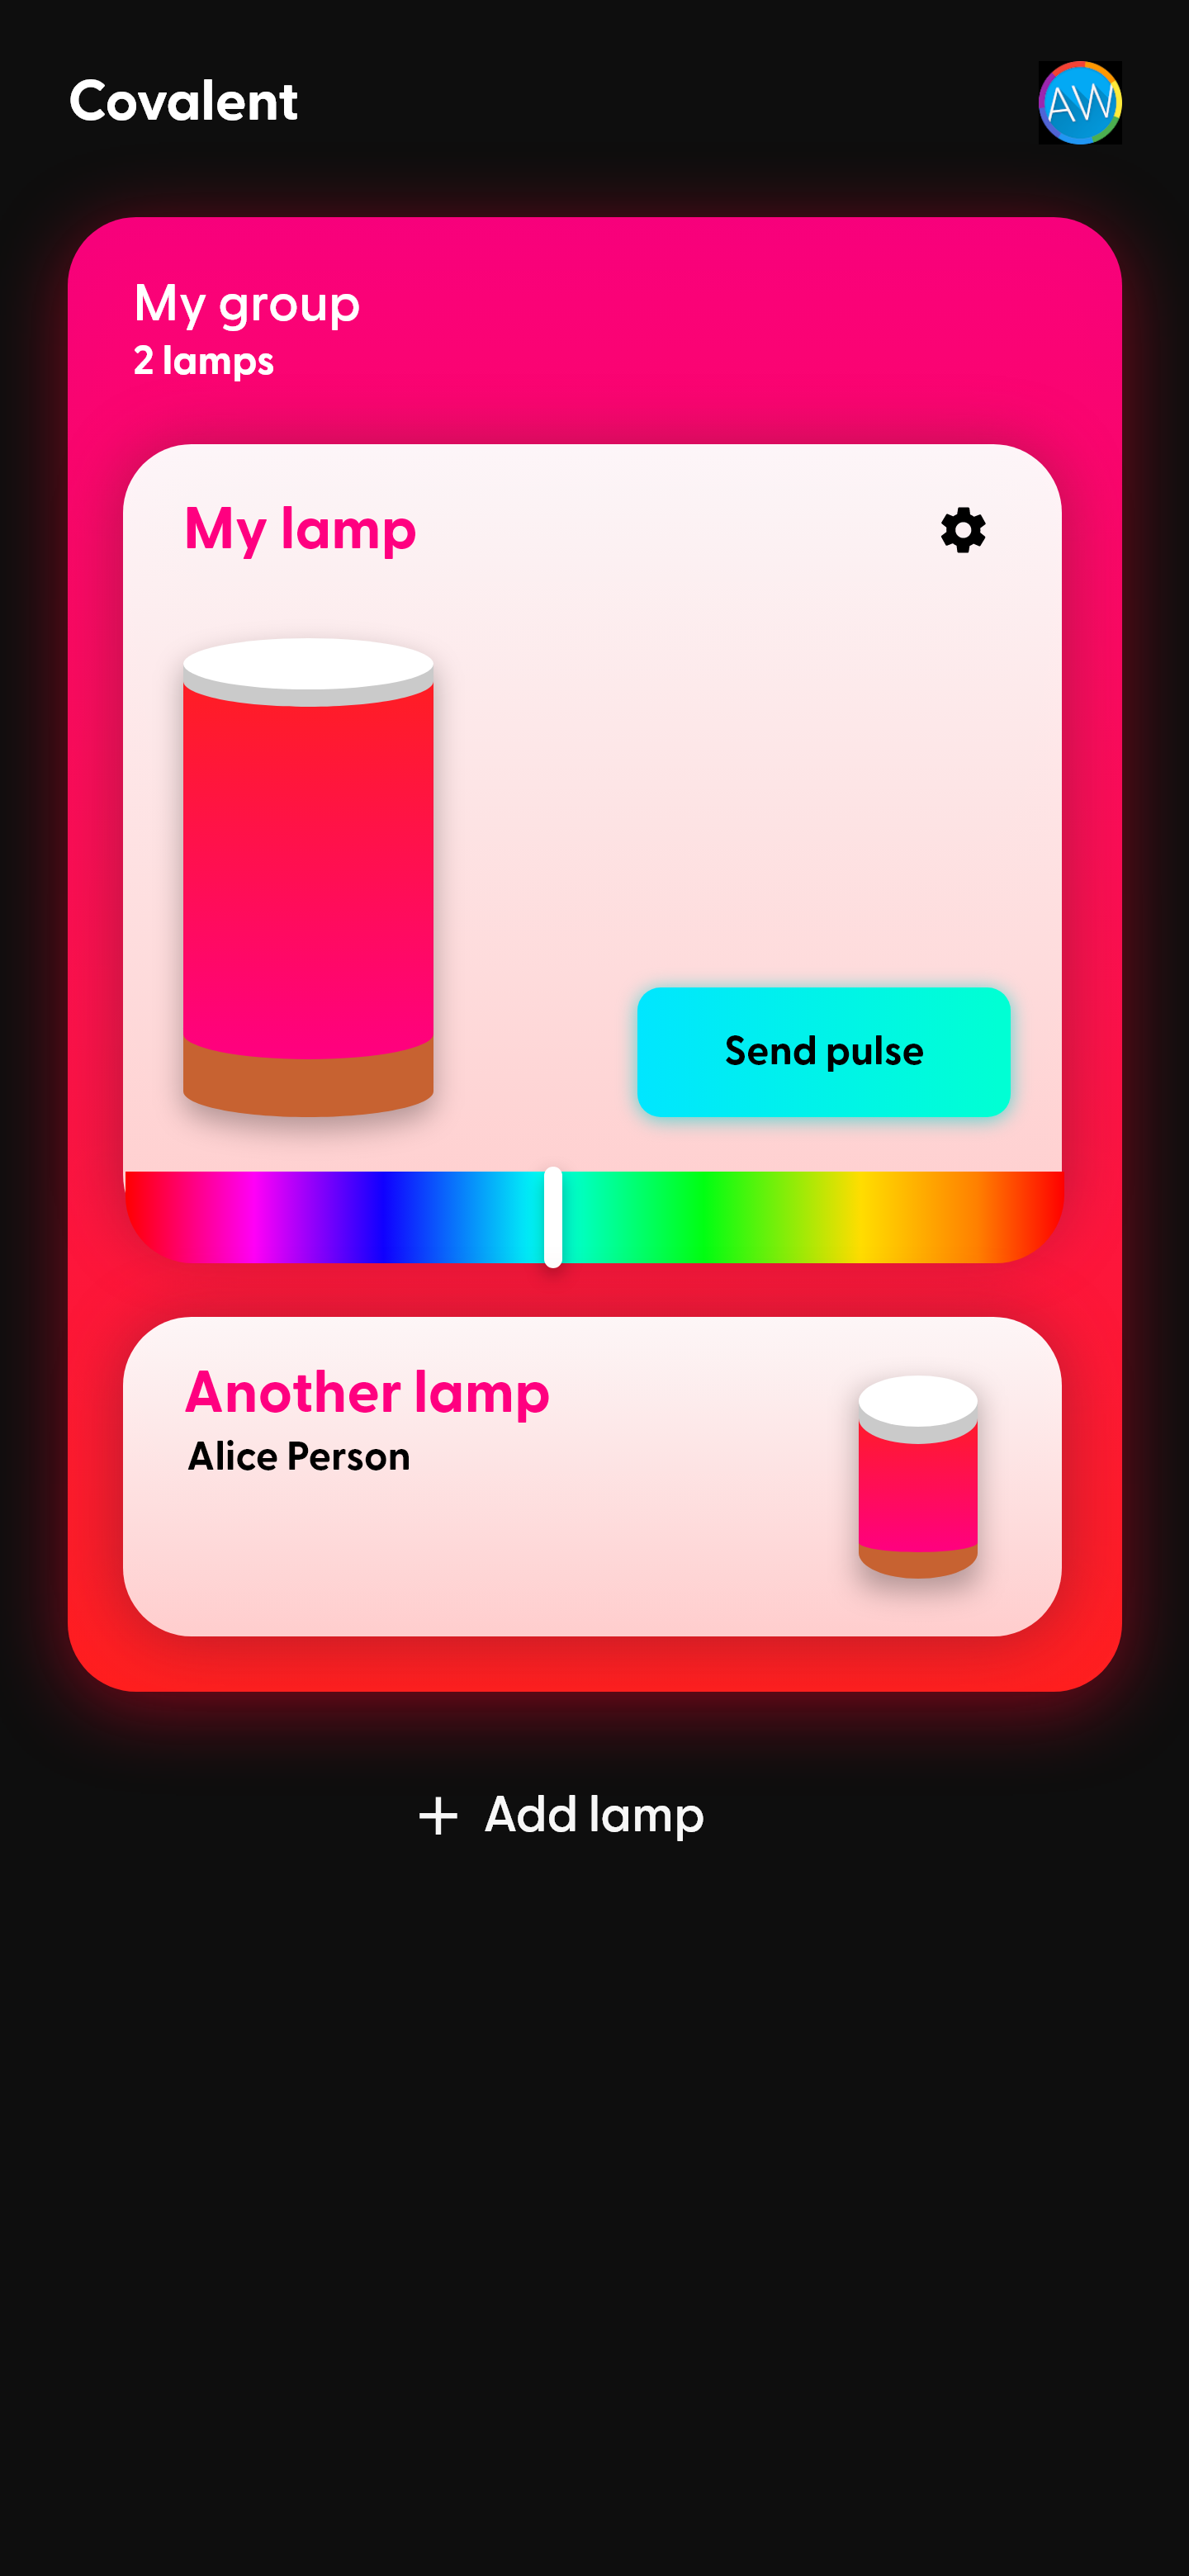 Covalent
AW
My group
2 lamps
My lamp
Send pulse
Another lamp
Alice Person
+ Add lamp